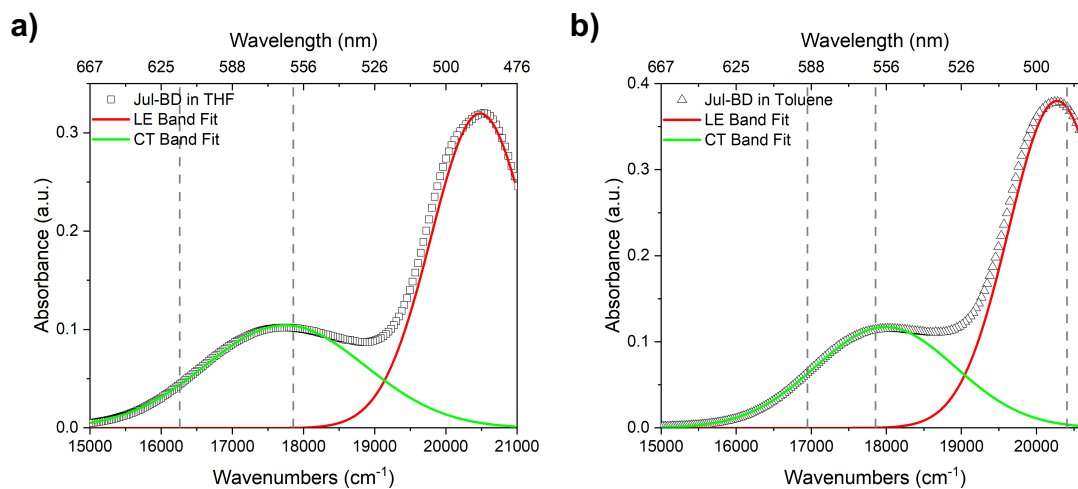 a)
Wavelength (nm)
667 625 588 556 526 500 476
Jul-BD in THF
LE Band Fit
CT Band Fit
0.3
0.2
0.1
0.0
Absorbance (a.u.)
15000 16000 17000 18000 19000 20000 21000
Wavenumbers (cm-1)
b)
Wavelength (nm)
667 625 588 556 526 500
Jul-BD in Toluene
LE Band Fit
CT Band Fit
0.4
0.3
0.2
0.1
0.0
Absorbance (a.u.)
15000 16000 17000 18000 19000 20000
Wavenumbers (cm-1)